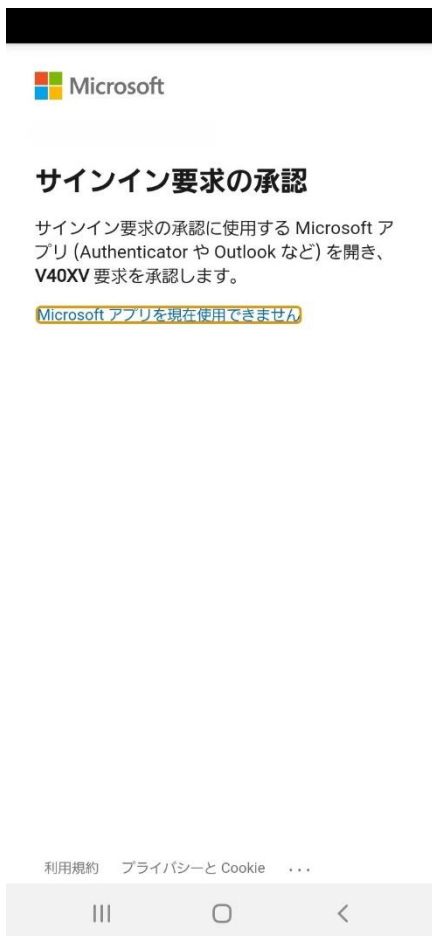 Microsoft
サインイン要求の承認
サインイン要求の承認に使用する Microsoft ア
プリ (Authenticator や Outlook など) を開き、
V40XV 要求を承認します。
Microsoft アプリを現在使用できません
利用規約 プライバシーと Cookie ...